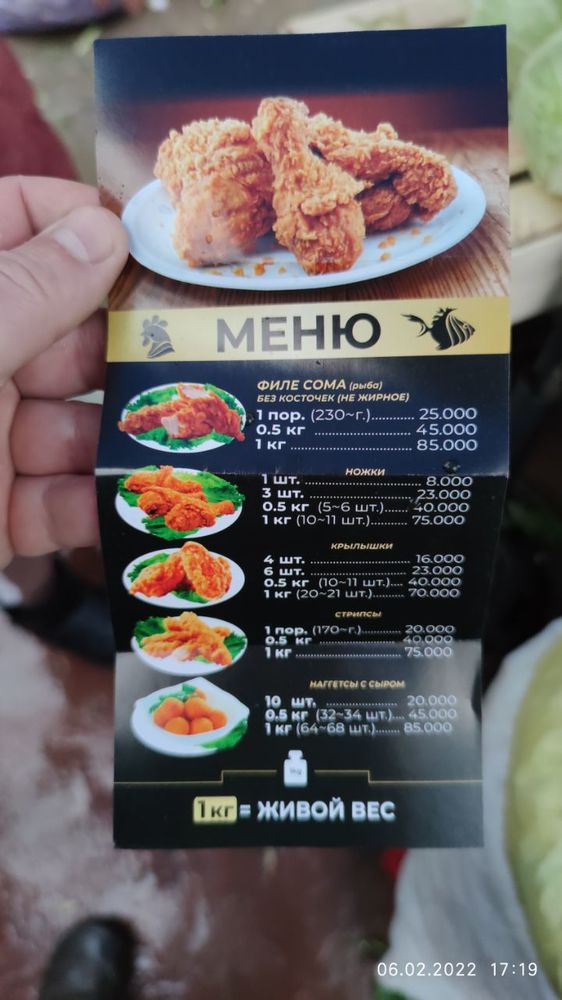 МЕНЮ
ФИЛЕ СОМА (рыба)
БЕЗ КОСТОЧЕК (НЕ ЖИРНОЕ)
1 пор. (230~г.)........... 25.000
0.5 кг ........................ 45.000
1 кг ............................ 85.000
НОЖКИ
1 шт. ............................ 8.000
3 шт. ........................... 23.000
0.5 кг (5~6 шт.)...... 40.000
1 кг (10~11 шт.)........ 75.000
КРЫЛЫШКИ
4 шт. ........................... 16.000
6 шт. ........................... 23.000
0.5 кг (10~11 шт.).... 40.000
1 кг (20~21 шт.)....... 70.000
СТРИПСЫ
1 пор. (170~г.).......... 20.000
0.5 кг ...................... 40.000
1 кг .......................... 75.000
НАГГЕТСЫ С СЫРОМ
10 шт. .................... 20.000
0.5 кг (32~34 шт.).... 45.000
1 кг (64~68 шт.)....... 85.000
1kg
1 кг = ЖИВОЙ ВЕС
06.02.2022 17:19